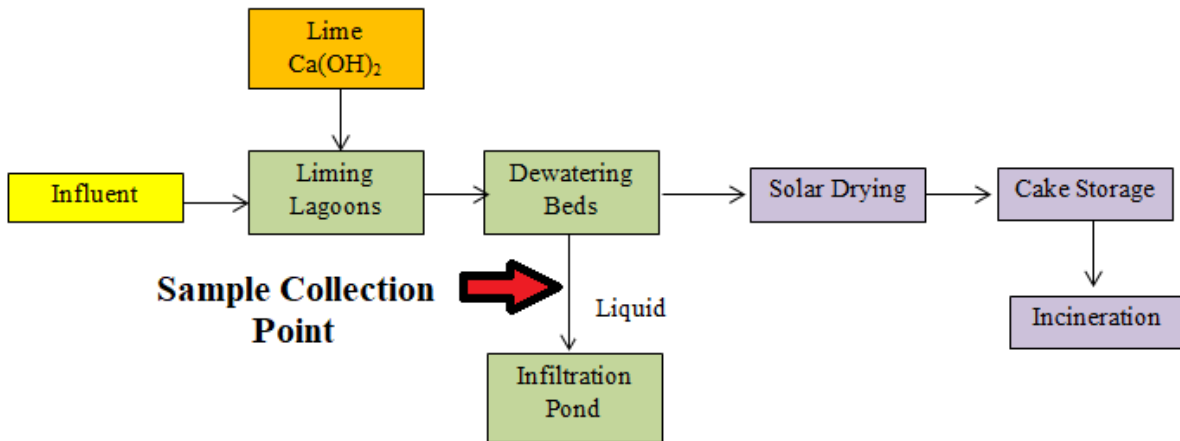 Lime
Ca(OH)₂
Influent
Liming
Lagoons
Dewatering
Beds
Solar Drying
Cake Storage
Sample Collection
Point
Liquid
Incineration
Infiltration
Pond